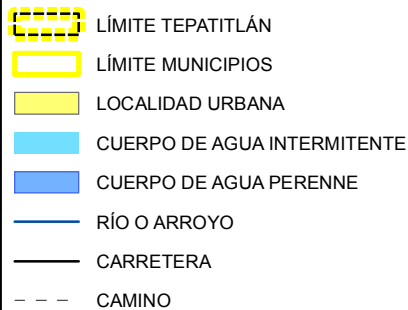 LÍMITE TEPATITLÁN
LÍMITE MUNICIPIOS
LOCALIDAD URBANA
CUERPO DE AGUA INTERMITENTE
CUERPO DE AGUA PERENNE
RÍO O ARROYO
CARRETERA
CAMINO